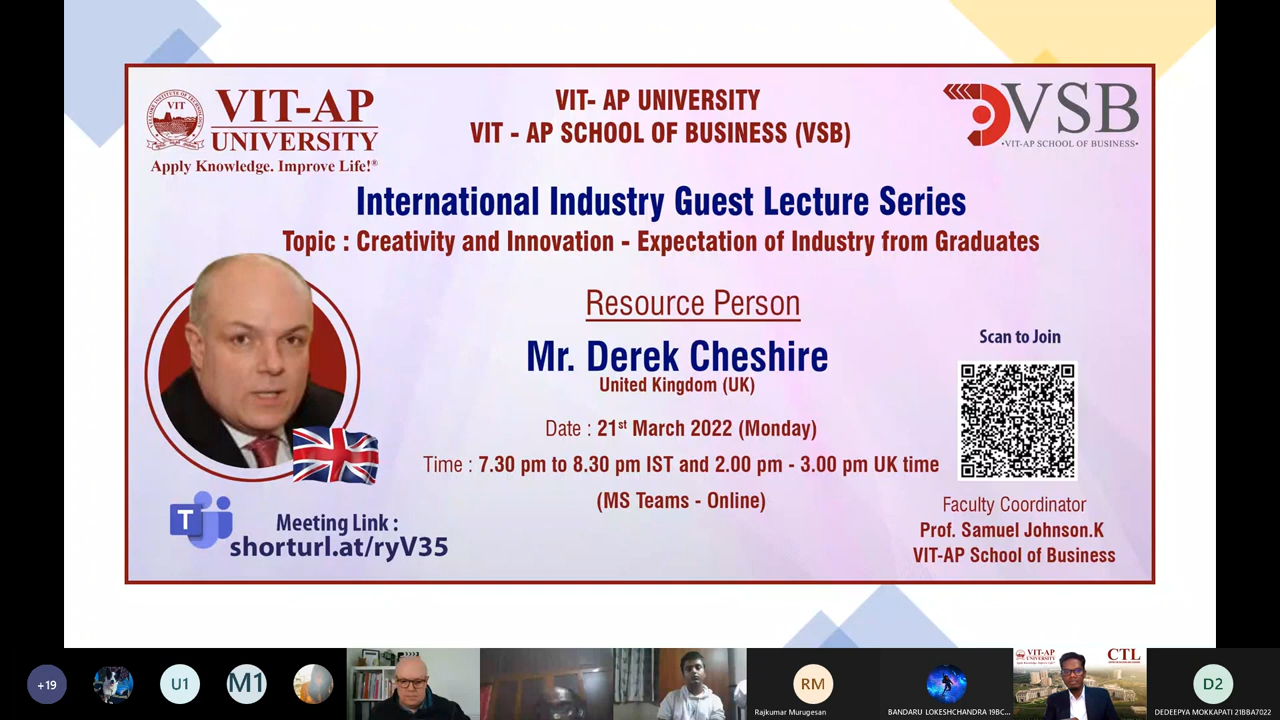 VIT
VIT-AP
UNIVERSITY
Apply Knowledge. Improve Life!®
VIT- AP UNIVERSITY
VIT - AP SCHOOL OF BUSINESS (VSB)
VSB
•VIT-AP SCHOOL OF BUSINESS•
International Industry Guest Lecture Series
Topic : Creativity and Innovation - Expectation of Industry from Graduates
Resource Person
Mr. Derek Cheshire
United Kingdom (UK)
Date : 21st March 2022 (Monday)
Time : 7.30 pm to 8.30 pm IST and 2.00 pm - 3.00 pm UK time
(MS Teams - Online)
Scan to Join
Faculty Coordinator
Prof. Samuel Johnson.K
VIT-AP School of Business
T
Meeting Link :
shorturl.at/ryV35
+19
U1
M1
RM
Rajkumar Murugesan
BANDARU LOKESHCHANDRA 19BC...
VIT-AP
UNIVERSITY
CTL
D2
DEDEEPYA MOKKAPATI 21BBA7022